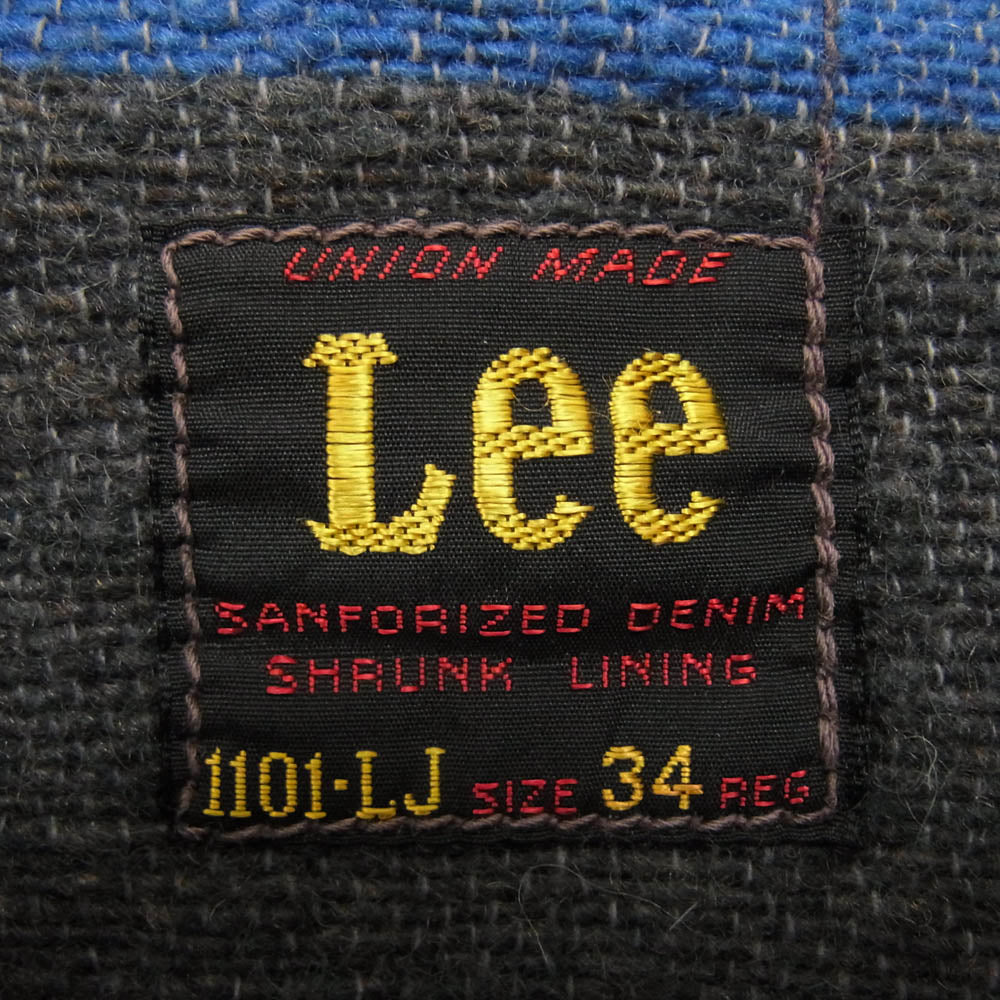 UNION MADE
Lee
SANFORIZED DENIM
SHRUNK LINING
1101·LJ SIZE 34 REG